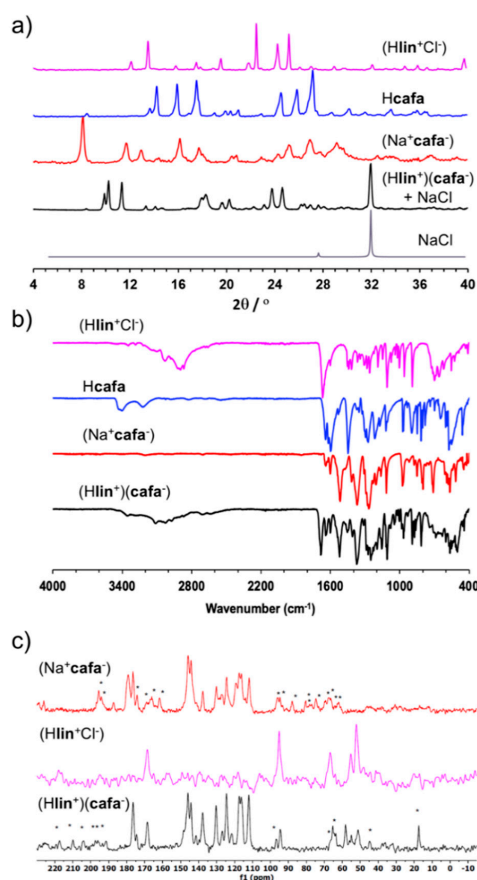 a)
(Hlin⁺Cl⁻)
Hcafa
(Na⁺cafa⁻)
(Hlin⁺)(cafa⁻)
+ NaCl
NaCl
4 8 12 16 20 24 28 32 36 40
2θ / °
b)
(Hlin⁺Cl⁻)
Hcafa
(Na⁺cafa⁻)
(Hlin⁺)(cafa⁻)
4000 3400 2800 2200 1600 1000 400
Wavenumber (cm⁻¹)
c)
(Na⁺cafa⁻)
* * * * * * * * * * * * * * * *
(Hlin⁺Cl⁻)
(Hlin⁺)(cafa⁻)
* * * * * * * * * * *
220 210 200 190 180 170 160 150 140 130 120 110 100 90 80 70 60 50 40 30 20 10 0 -10
f1 (ppm)